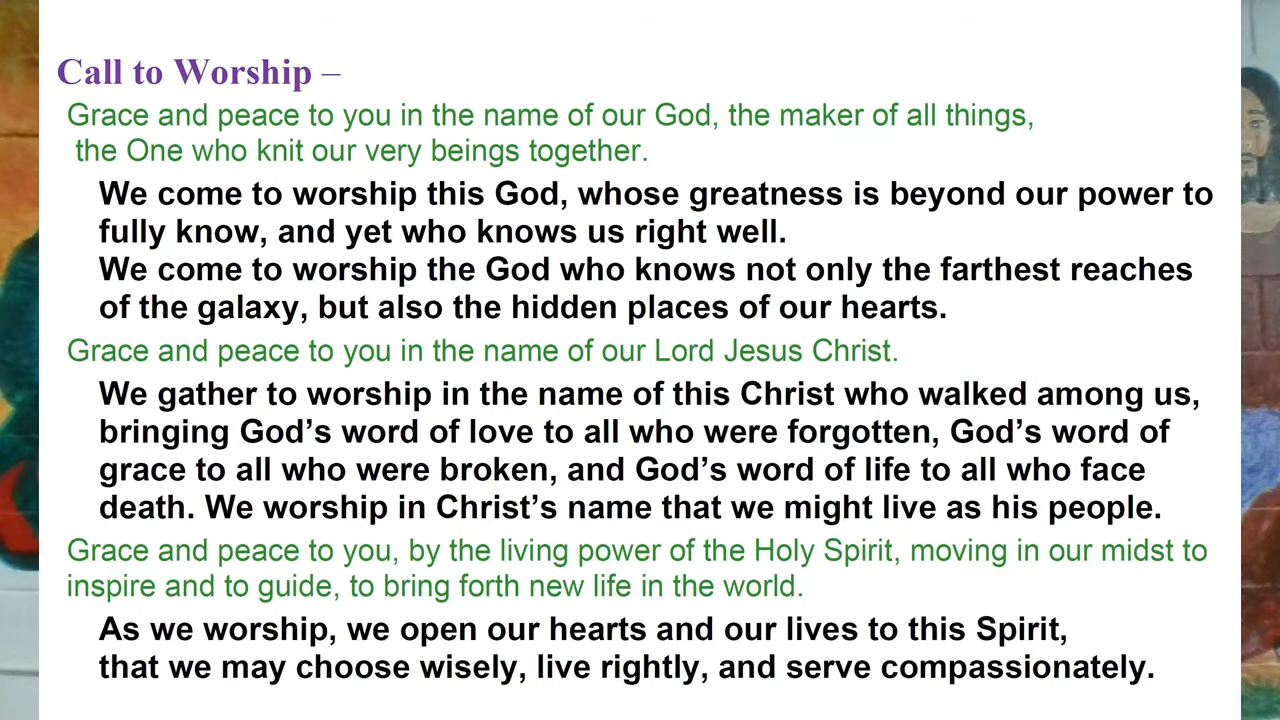 Call to Worship –
Grace and peace to you in the name of our God, the maker of all things,
the One who knit our very beings together.
We come to worship this God, whose greatness is beyond our power to
fully know, and yet who knows us right well.
We come to worship the God who knows not only the farthest reaches
of the galaxy, but also the hidden places of our hearts.
Grace and peace to you in the name of our Lord Jesus Christ.
We gather to worship in the name of this Christ who walked among us,
bringing God’s word of love to all who were forgotten, God’s word of
grace to all who were broken, and God’s word of life to all who face
death. We worship in Christ’s name that we might live as his people.
Grace and peace to you, by the living power of the Holy Spirit, moving in our midst to
inspire and to guide, to bring forth new life in the world.
As we worship, we open our hearts and our lives to this Spirit,
that we may choose wisely, live rightly, and serve compassionately.